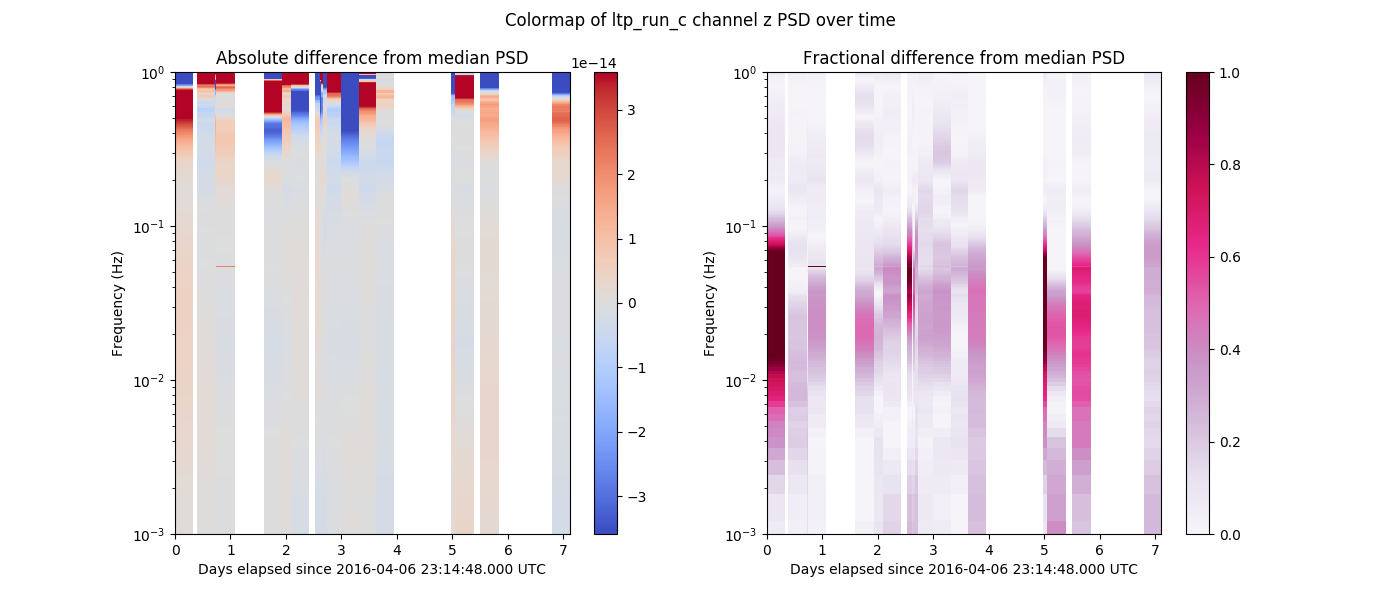 Colormap of ltp_run_c channel z PSD over time
Absolute difference from median PSD
1e−14
10^0
10^−1
10^−2
10^−3
Frequency (Hz)
0 1 2 3 4 5 6 7
Days elapsed since 2016-04-06 23:14:48.000 UTC
3
2
1
0
−1
−2
−3
Fractional difference from median PSD
10^0
10^−1
10^−2
10^−3
Frequency (Hz)
0 1 2 3 4 5 6 7
Days elapsed since 2016-04-06 23:14:48.000 UTC
1.0
0.8
0.6
0.4
0.2
0.0